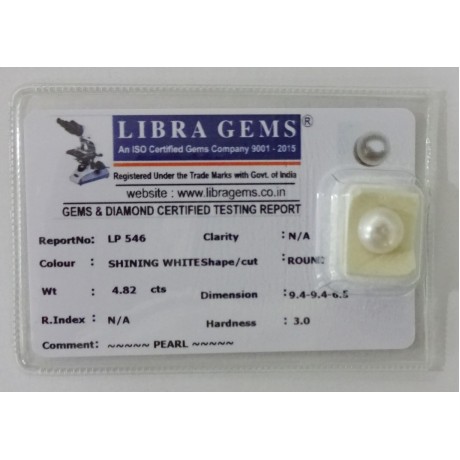 LIBRA GEMS ®
An ISO Certified Gems Company 9001 - 2015
Registered Under the Trade Marks with Govt. of India
website : www.libragems.co.in
GEMS & DIAMOND CERTIFIED TESTING REPORT
ReportNo: LP 546 Clarity : N/A
Colour : SHINING WHITE Shape/cut : ROUND
Wt : 4.82 cts Dimension : 9.4-9.4-6.5
R.Index : N/A Hardness : 3.0
Comment: ~~~~~ PEARL ~~~~~